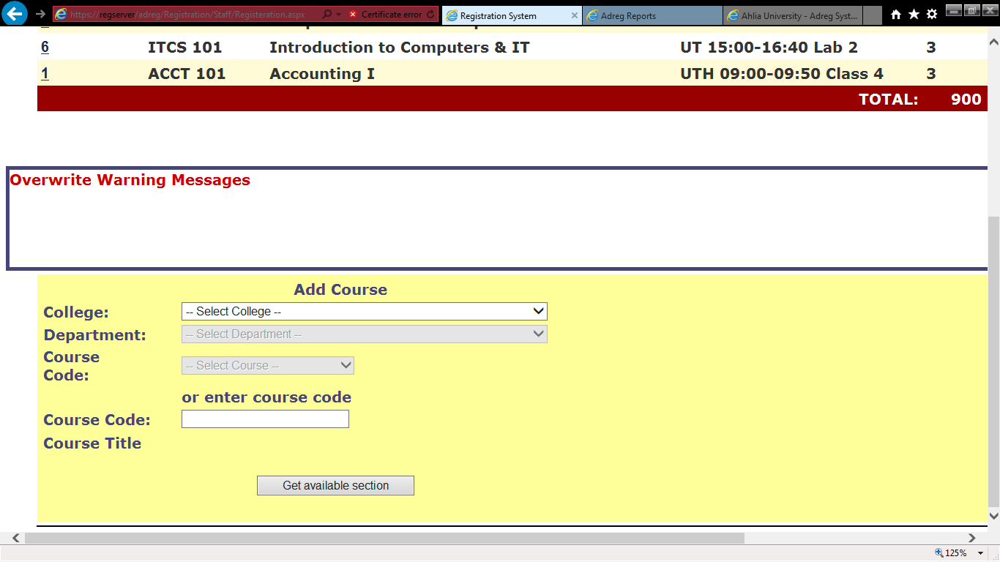 https://regserver/adreg/Registration/Staff/Registeration.aspx Certificate error Registration System Adreg Reports Ahlia University - Adreg Syst...
6 ITCS 101 Introduction to Computers & IT UT 15:00-16:40 Lab 2 3
1 ACCT 101 Accounting I UTH 09:00-09:50 Class 4 3
TOTAL: 900
Overwrite Warning Messages
Add Course
College: -- Select College --
Department: -- Select Department --
Course
Code: -- Select Course --
or enter course code
Course Code:
Course Title
Get available section
125%